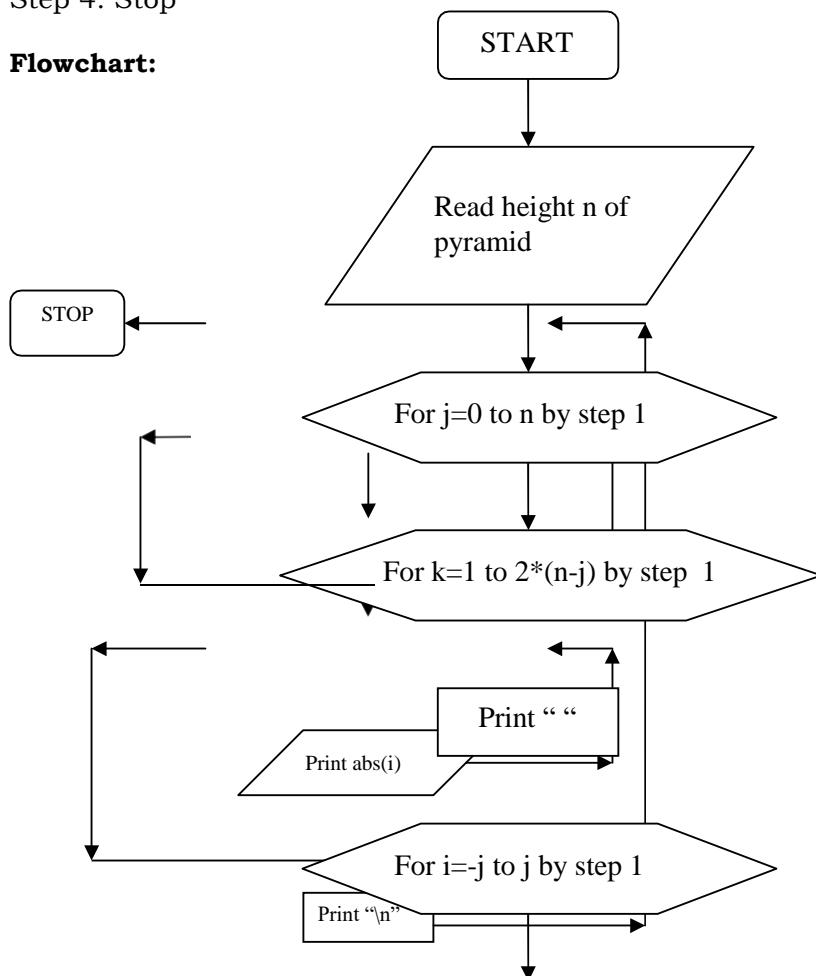 Step 4: Stop
START
Flowchart:
Read height n of
pyramid
STOP
For j=0 to n by step 1
For k=1 to 2*(n-j) by step 1
Print “ “
Print abs(i)
For i=-j to j by step 1
Print “\n”